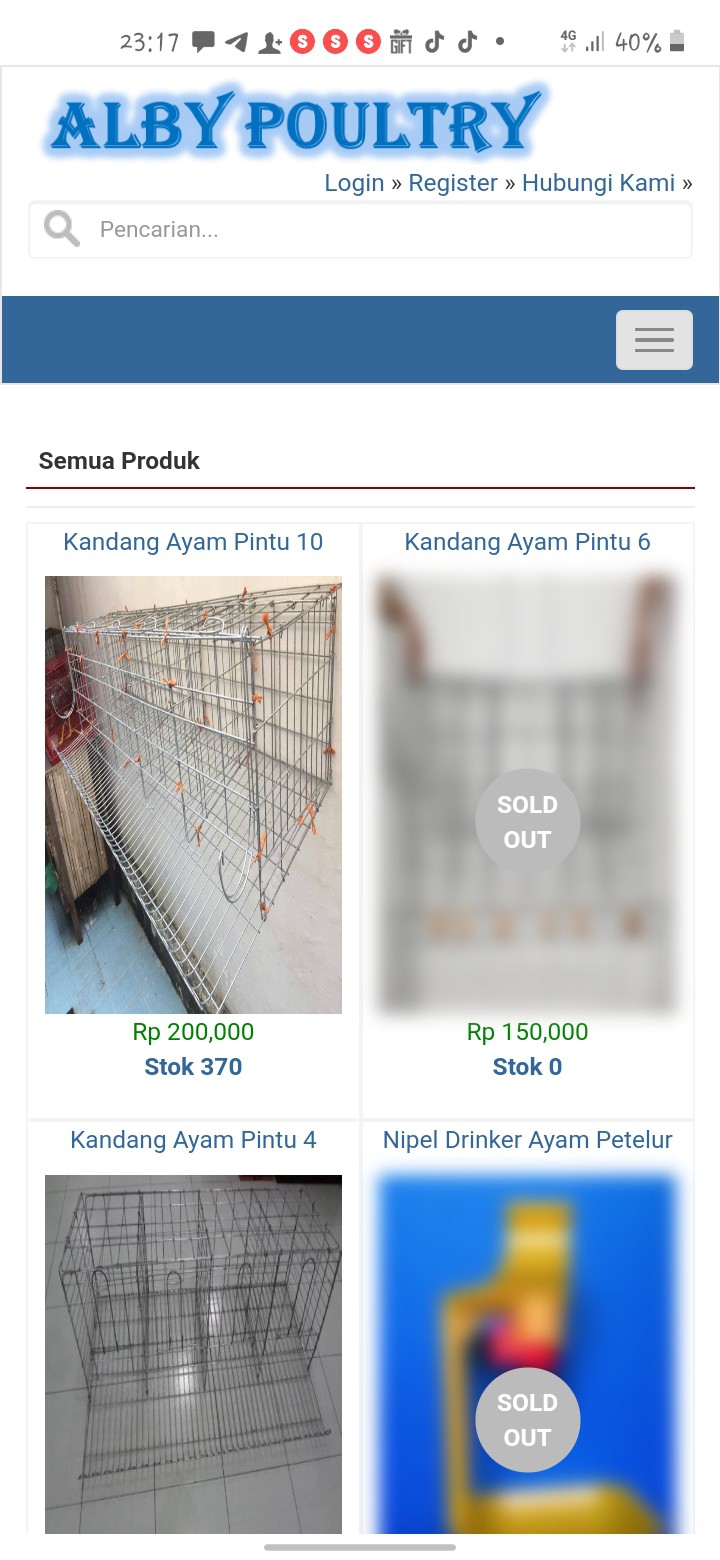 23:17 S S S GIFT 4G 40%
ALBY POULTRY
Login » Register » Hubungi Kami »
Pencarian...
Semua Produk
Kandang Ayam Pintu 10
Kandang Ayam Pintu 6
SOLD
OUT
Rp 200,000
Rp 150,000
Stok 370
Stok 0
Kandang Ayam Pintu 4
Nipel Drinker Ayam Petelur
SOLD
OUT